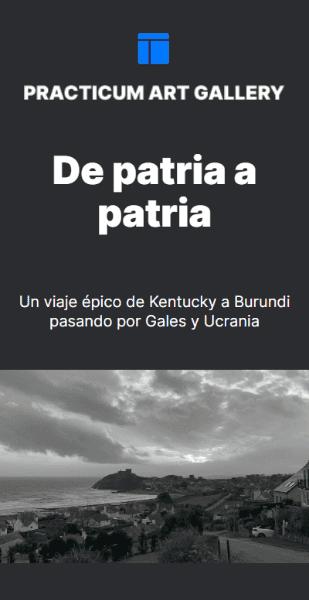 PRACTICUM ART GALLERY
De patria a
patria
Un viaje épico de Kentucky a Burundi
pasando por Gales y Ucrania